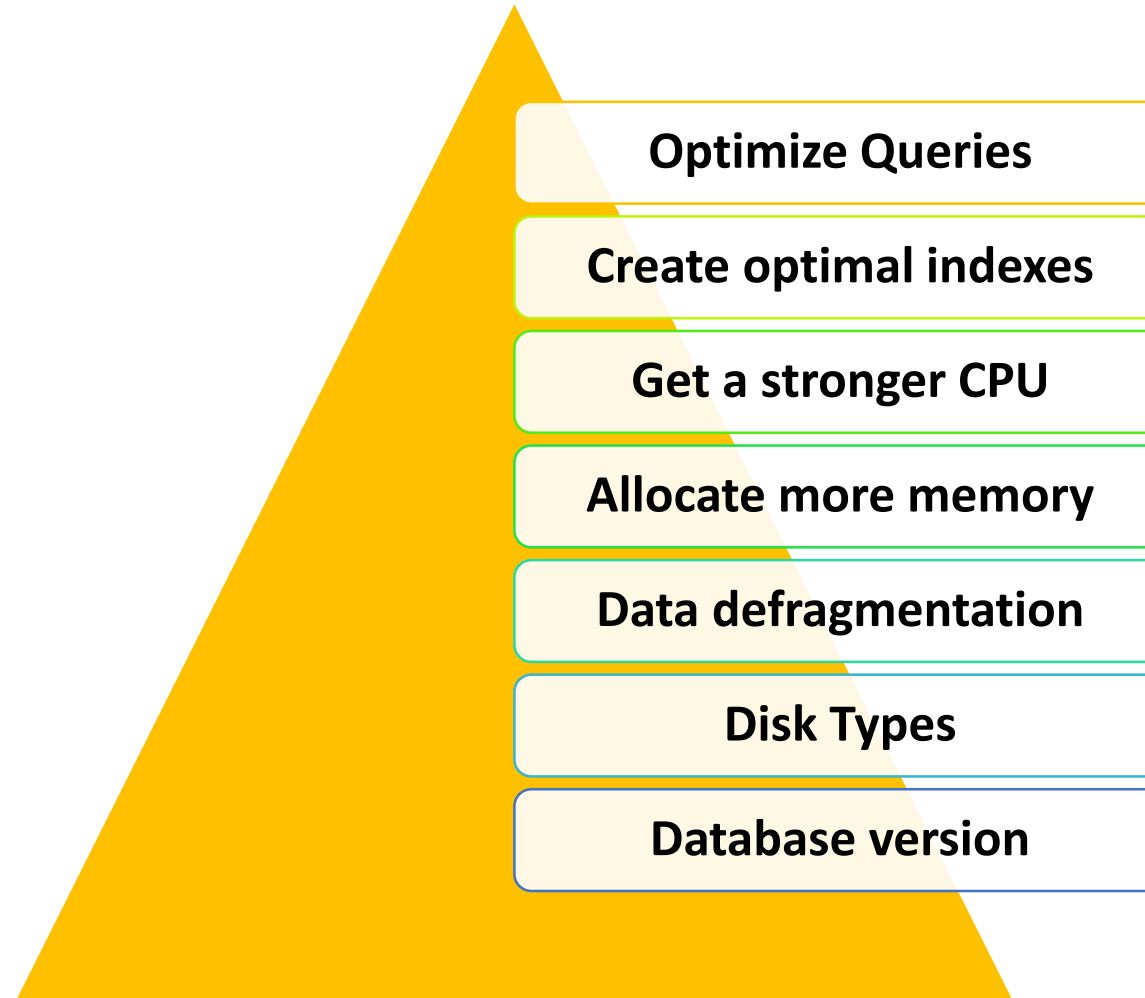 Optimize Queries
Create optimal indexes
Get a stronger CPU
Allocate more memory
Data defragmentation
Disk Types
Database version